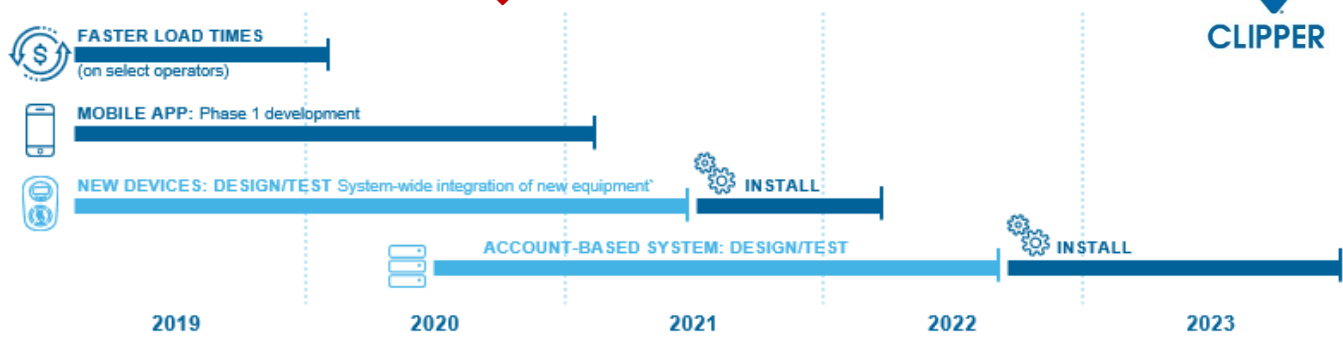 FASTER LOAD TIMES
(on select operators)
CLIPPER
$
MOBILE APP: Phase 1 development
NEW DEVICES: DESIGN/TEST System-wide integration of new equipment*
INSTALL
ACCOUNT-BASED SYSTEM: DESIGN/TEST
INSTALL
2019 2020 2021 2022 2023